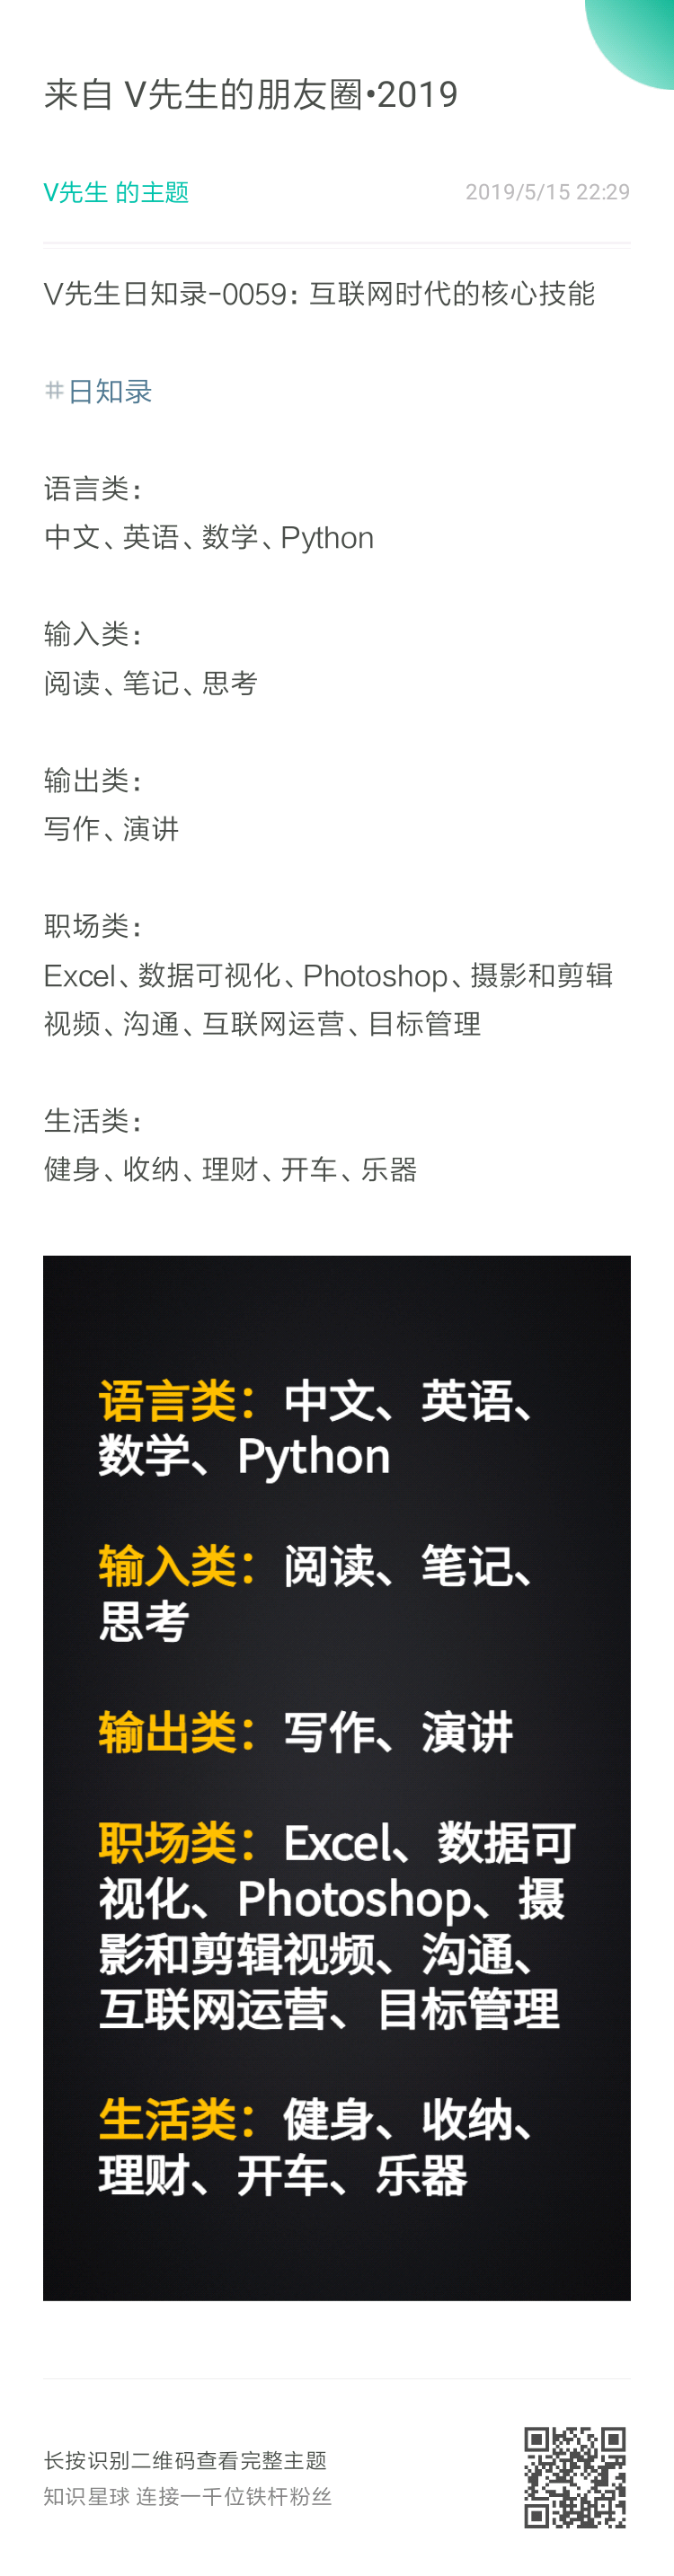 来自 V先生的朋友圈•2019
V先生 的主题
2019/5/15 22:29
V先生日知录-0059：互联网时代的核心技能
#日知录
语言类：
中文、英语、数学、Python
输入类：
阅读、笔记、思考
输出类：
写作、演讲
职场类：
Excel、数据可视化、Photoshop、摄影和剪辑
视频、沟通、互联网运营、目标管理
生活类：
健身、收纳、理财、开车、乐器
语言类：中文、英语、
数学、Python
输入类：阅读、笔记、
思考
输出类：写作、演讲
职场类：Excel、数据可
视化、Photoshop、摄
影和剪辑视频、沟通、
互联网运营、目标管理
生活类：健身、收纳、
理财、开车、乐器
长按识别二维码查看完整主题
知识星球 连接一千位铁杆粉丝